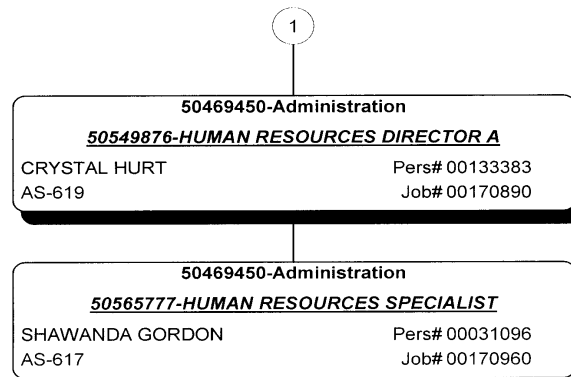 1
50469450-Administration
50549876-HUMAN RESOURCES DIRECTOR A
CRYSTAL HURT Pers# 00133383
AS-619 Job# 00170890
50469450-Administration
50565777-HUMAN RESOURCES SPECIALIST
SHAWANDA GORDON Pers# 00031096
AS-617 Job# 00170960